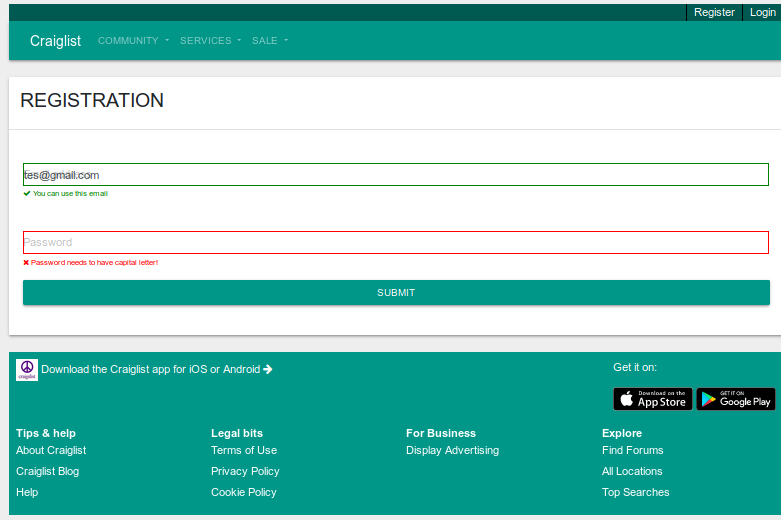 Register Login
Craiglist COMMUNITY SERVICES SALE
REGISTRATION
tes@gmail.com
You can use this email
Password
Password needs to have capital letter!
SUBMIT
craigslist
Download the Craiglist app for iOS or Android
Get it on:
Download on the App Store
GET IT ON Google Play
Tips & help
Legal bits
For Business
Explore
About Craiglist
Terms of Use
Display Advertising
Find Forums
Craiglist Blog
Privacy Policy
All Locations
Help
Cookie Policy
Top Searches